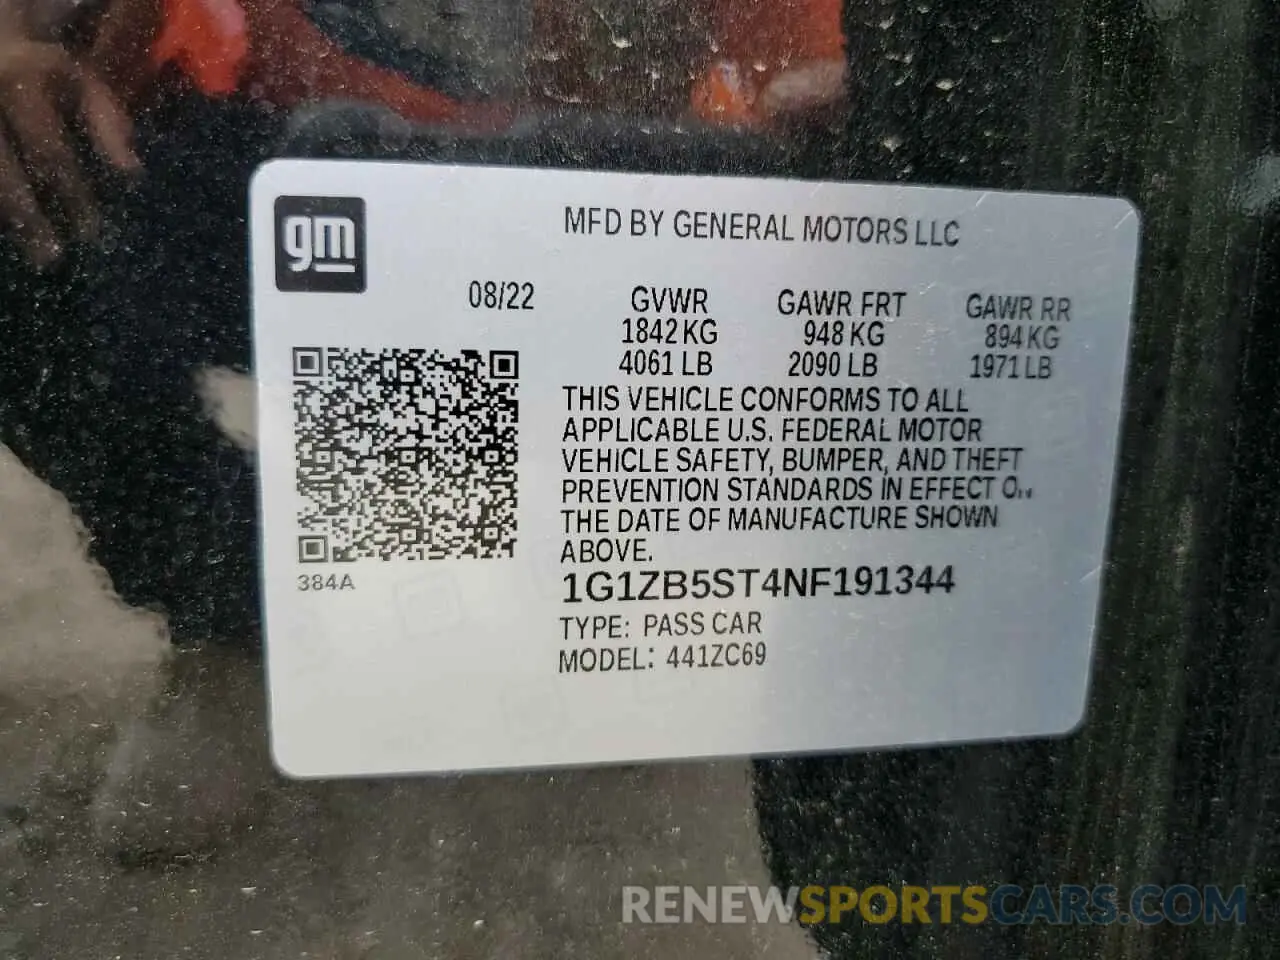 gm
MFD BY GENERAL MOTORS LLC
08/22
GVWR GAWR FRT GAWR RR
1842 KG 948 KG 894 KG
4061 LB 2090 LB 1971 LB
THIS VEHICLE CONFORMS TO ALL
APPLICABLE U.S. FEDERAL MOTOR
VEHICLE SAFETY, BUMPER, AND THEFT
PREVENTION STANDARDS IN EFFECT
THE DATE OF MANUFACTURE SHOWN
ABOVE.
384A
1G1ZB5ST4NF191344
TYPE: PASS CAR
MODEL: 441ZC69
RENEWSPORTSCARS.COM